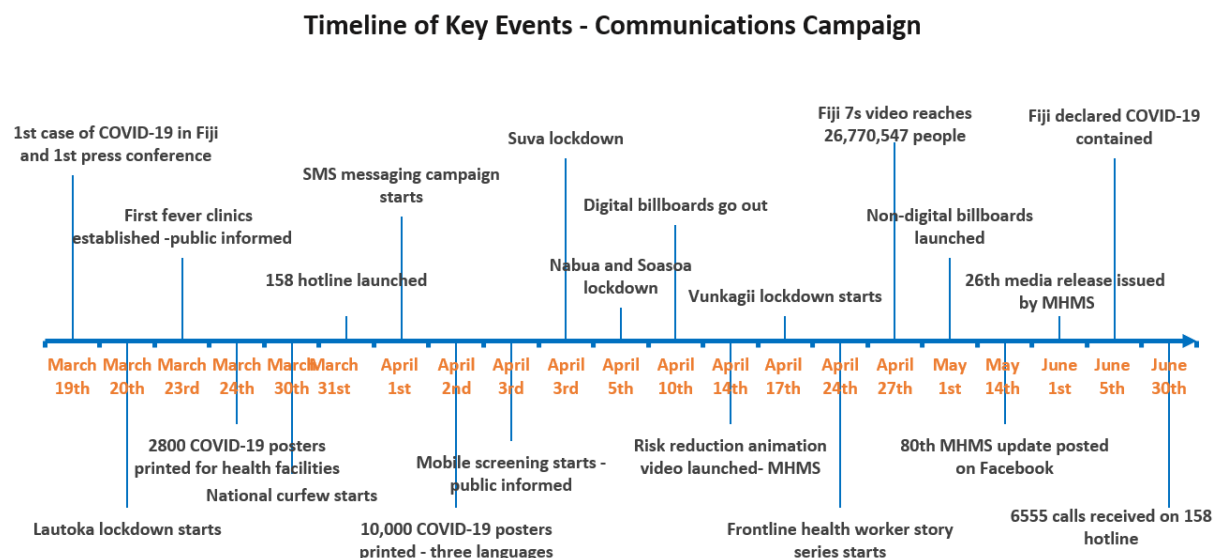 Timeline of Key Events - Communications Campaign
1st case of COVID-19 in Fiji
and 1st press conference
First fever clinics
established -public informed
158 hotline launched
SMS messaging campaign
starts
Suva lockdown
Nabua and Soasoa
lockdown
Digital billboards go out
Vunkagii lockdown starts
Fiji 7s video reaches
26,770,547 people
Non-digital billboards
launched
26th media release issued
by MHMS
Fiji declared COVID-19
contained
March
19th
March
20th
March
23rd
March
24th
March
30th
March
31st
April
1st
April
2nd
April
3rd
April
3rd
April
5th
April
10th
April
14th
April
17th
April
24th
April
27th
May
1st
May
14th
June
1st
June
5th
June
30th
Lautoka lockdown starts
2800 COVID-19 posters
printed for health facilities
National curfew starts
10,000 COVID-19 posters
printed - three languages
Mobile screening starts -
public informed
Risk reduction animation
video launched- MHMS
Frontline health worker story
series starts
80th MHMS update posted
on Facebook
6555 calls received on 158
hotline